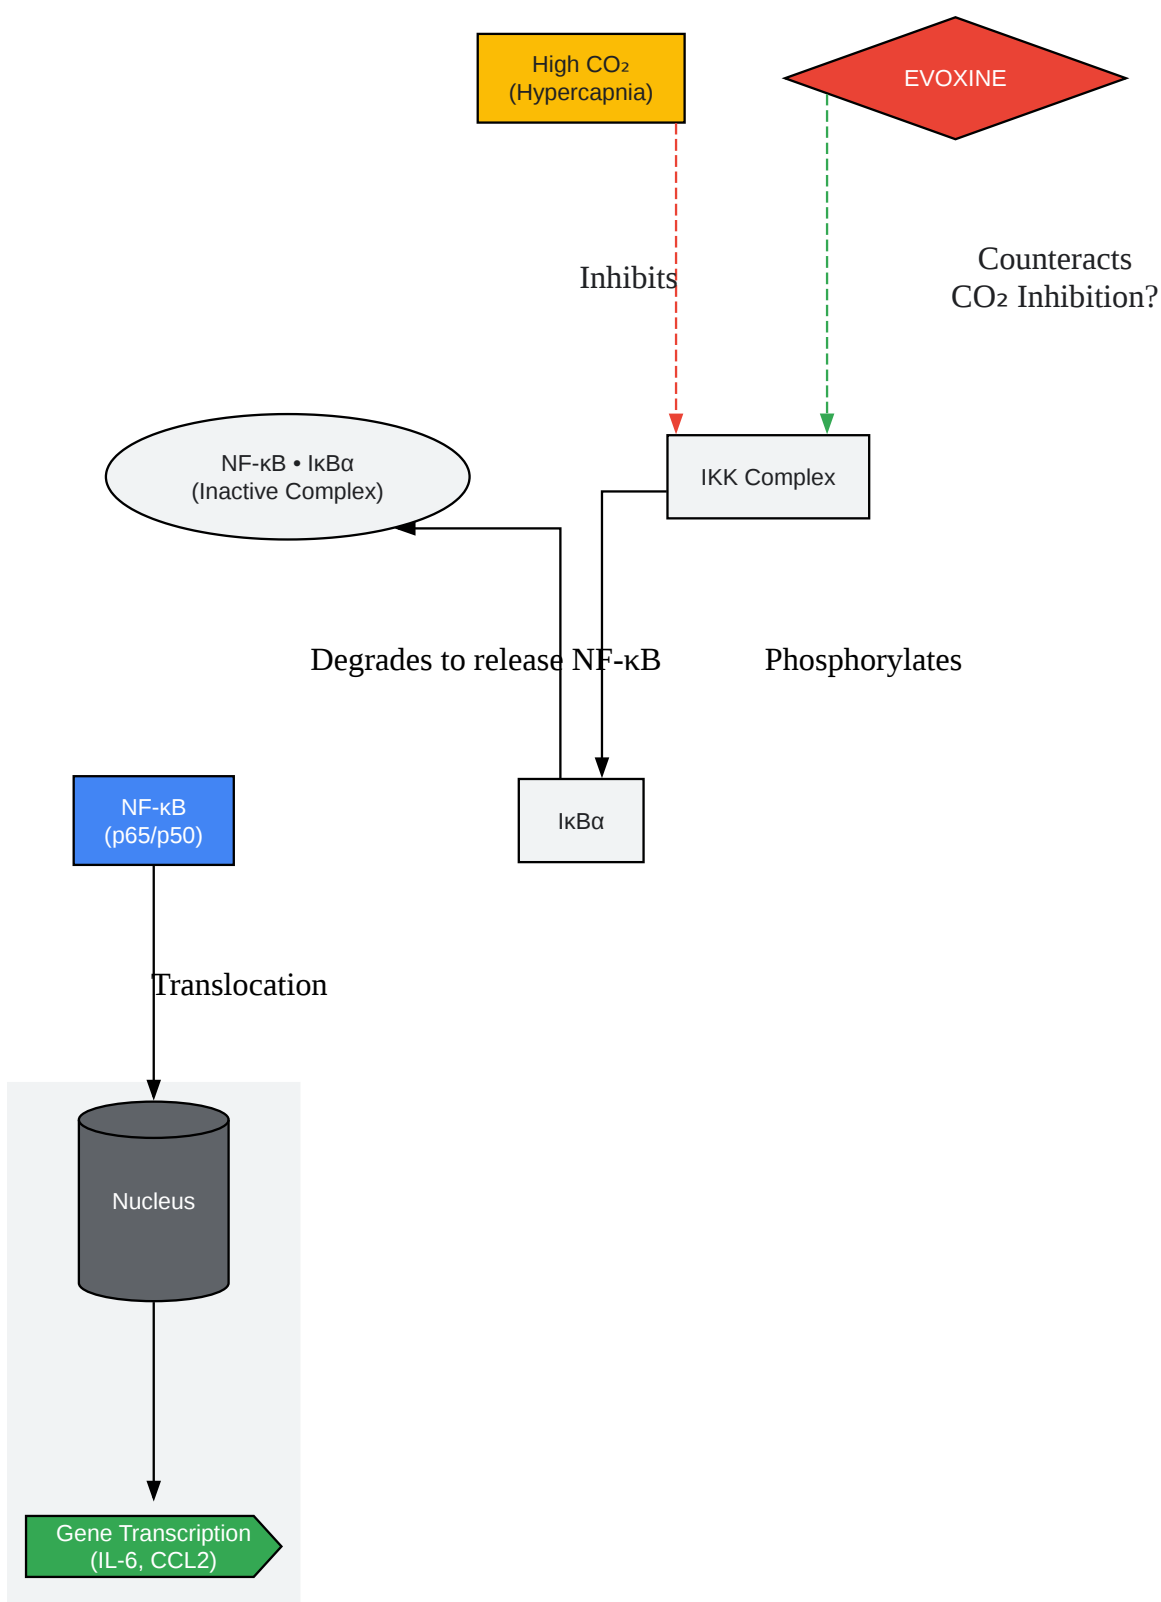 High CO₂
(Hypercapnia)
EVOXINE
Inhibits
Counteracts
CO₂ Inhibition?
NF-κB • IκBα
(Inactive Complex)
IKK Complex
Degrades to release NF-κB
Phosphorylates
NF-κB
(p65/p50)
IκBα
Translocation
Nucleus
Gene Transcription
(IL-6, CCL2)